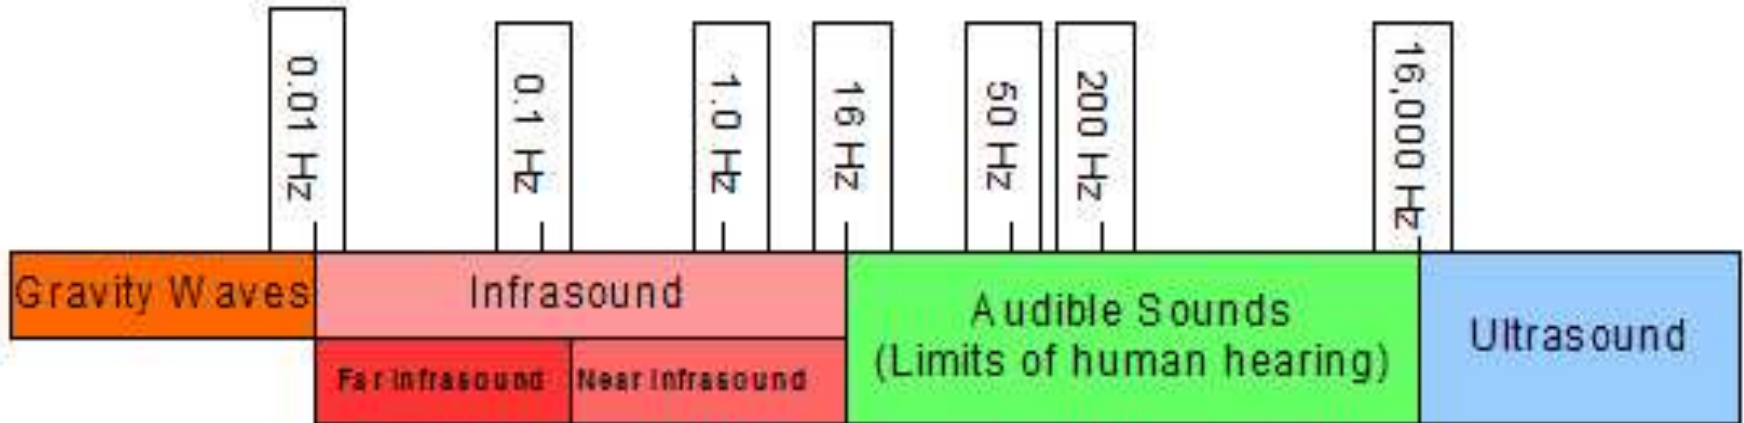 0.01 Hz
0.1 Hz
1.0 Hz
16 Hz
50 Hz
200 Hz
16,000 Hz
Gravity Waves
Infrasound
Audible Sounds
(Limits of human hearing)
Ultrasound
Far Infrasound
Near Infrasound